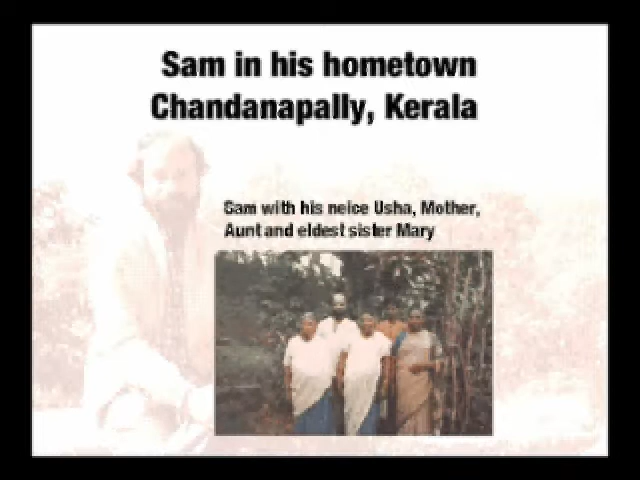 Sam in his hometown
Chandanapally, Kerala
Sam with his neice Usha, Mother,
Aunt and eldest sister Mary